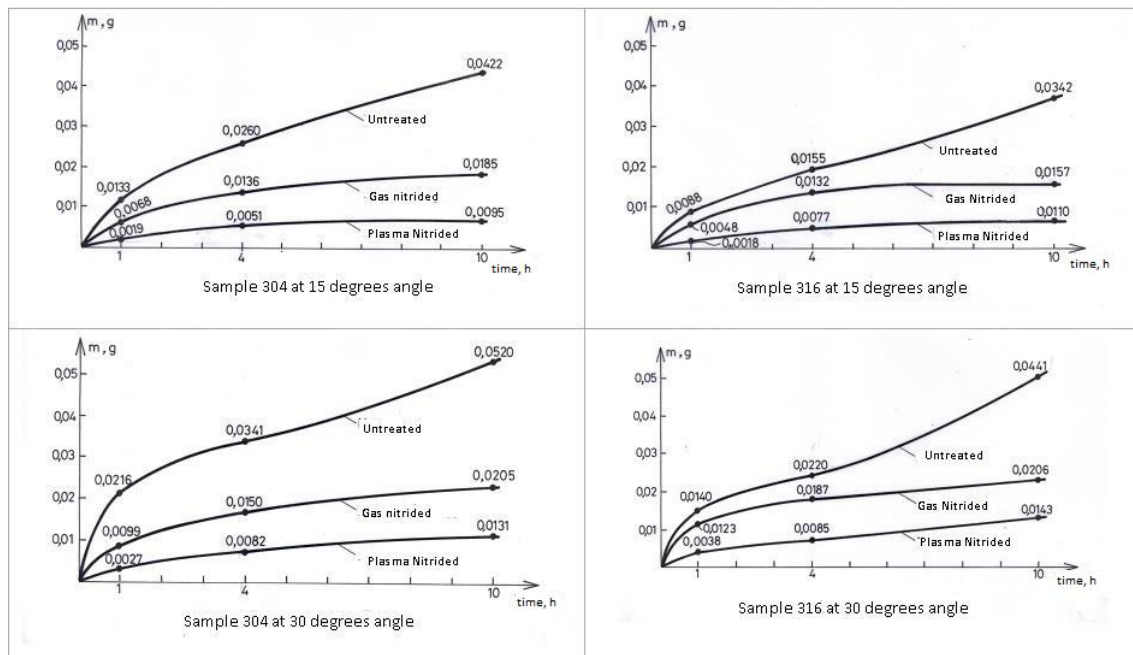 m, g
0,05
0,04
0,03
0,02
0,01
0,0133
0,0068
0,0019
0,0260
0,0136
0,0051
0,0422
0,0185
0,0095
Untreated
Gas nitrided
Plasma Nitrided
1
4
10
time, h
Sample 304 at 15 degrees angle
m, g
0,05
0,04
0,03
0,02
0,01
0,0088
0,0048
0,0018
0,0155
0,0132
0,0077
0,0342
0,0157
0,0110
Untreated
Gas Nitrided
Plasma Nitrided
1
4
10
time, h
Sample 316 at 15 degrees angle
m, g
0,05
0,04
0,03
0,02
0,01
0,0216
0,0099
0,0027
0,0341
0,0150
0,0082
0,0520
0,0205
0,0131
Untreated
Gas nitrided
Plasma Nitrided
1
4
10
time, h
Sample 304 at 30 degrees angle
m, g
0,05
0,04
0,03
0,02
0,01
0,0140
0,0123
0,0038
0,0220
0,0187
0,0085
0,0441
0,0206
0,0143
Untreated
Gas Nitrided
Plasma Nitrided
1
4
10
time, h
Sample 316 at 30 degrees angle